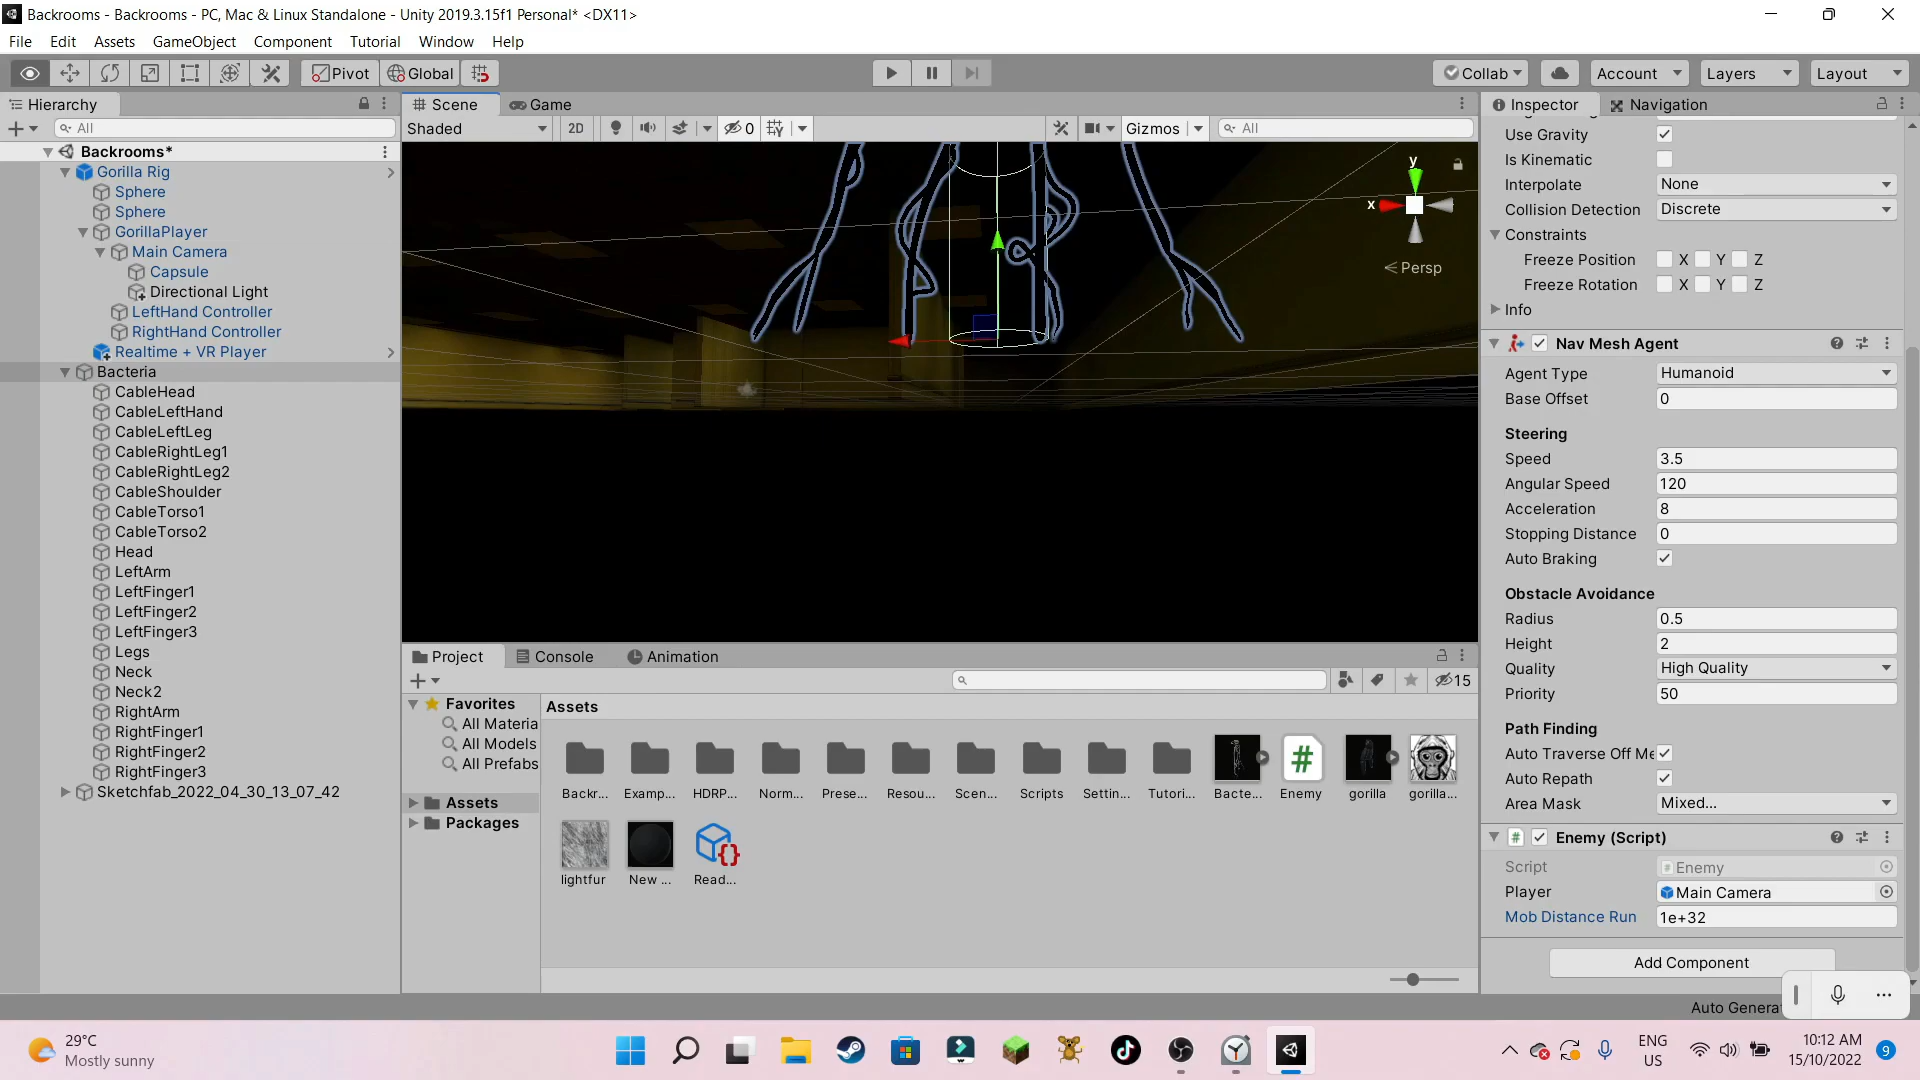 Backrooms - Backrooms - PC, Mac & Linux Standalone - Unity 2019.3.15f1 Personal* <DX11>
File Edit Assets GameObject Component Tutorial Window Help
Pivot Global Collab Account Layers Layout
Hierarchy
All
Backrooms*
Gorilla Rig
Sphere
Sphere
GorillaPlayer
Main Camera
Capsule
Directional Light
LeftHand Controller
RightHand Controller
Realtime + VR Player
Bacteria
CableHead
CableLeftHand
CableLeftLeg
CableRightLeg1
CableRightLeg2
CableShoulder
CableTorso1
CableTorso2
Head
LeftArm
LeftFinger1
LeftFinger2
LeftFinger3
Legs
Neck
Neck2
RightArm
RightFinger1
RightFinger2
RightFinger3
Sketchfab_2022_04_30_13_07_42
Scene Game
Shaded 2D 0 Gizmos All
y
x
Persp
Project Console Animation
15
Favorites
All Materia
All Models
All Prefabs
Assets
Packages
Assets
Backr... Examp... HDRP... Norm... Prese... Resou... Scen... Scripts Settin... Tutori... Bacte... Enemy gorilla gorilla...
lightfur New ... Read...
Inspector Navigation
Use Gravity
Is Kinematic
Interpolate None
Collision Detection Discrete
Constraints
Freeze Position X Y Z
Freeze Rotation X Y Z
Info
Nav Mesh Agent
Agent Type Humanoid
Base Offset 0
Steering
Speed 3.5
Angular Speed 120
Acceleration 8
Stopping Distance 0
Auto Braking
Obstacle Avoidance
Radius 0.5
Height 2
Quality High Quality
Priority 50
Path Finding
Auto Traverse Off Me
Auto Repath
Area Mask Mixed...
Enemy (Script)
Script Enemy
Player Main Camera
Mob Distance Run 1e+32
Add Component
Auto Genera
29°C
Mostly sunny
ENG
US
10:12 AM
15/10/2022
9